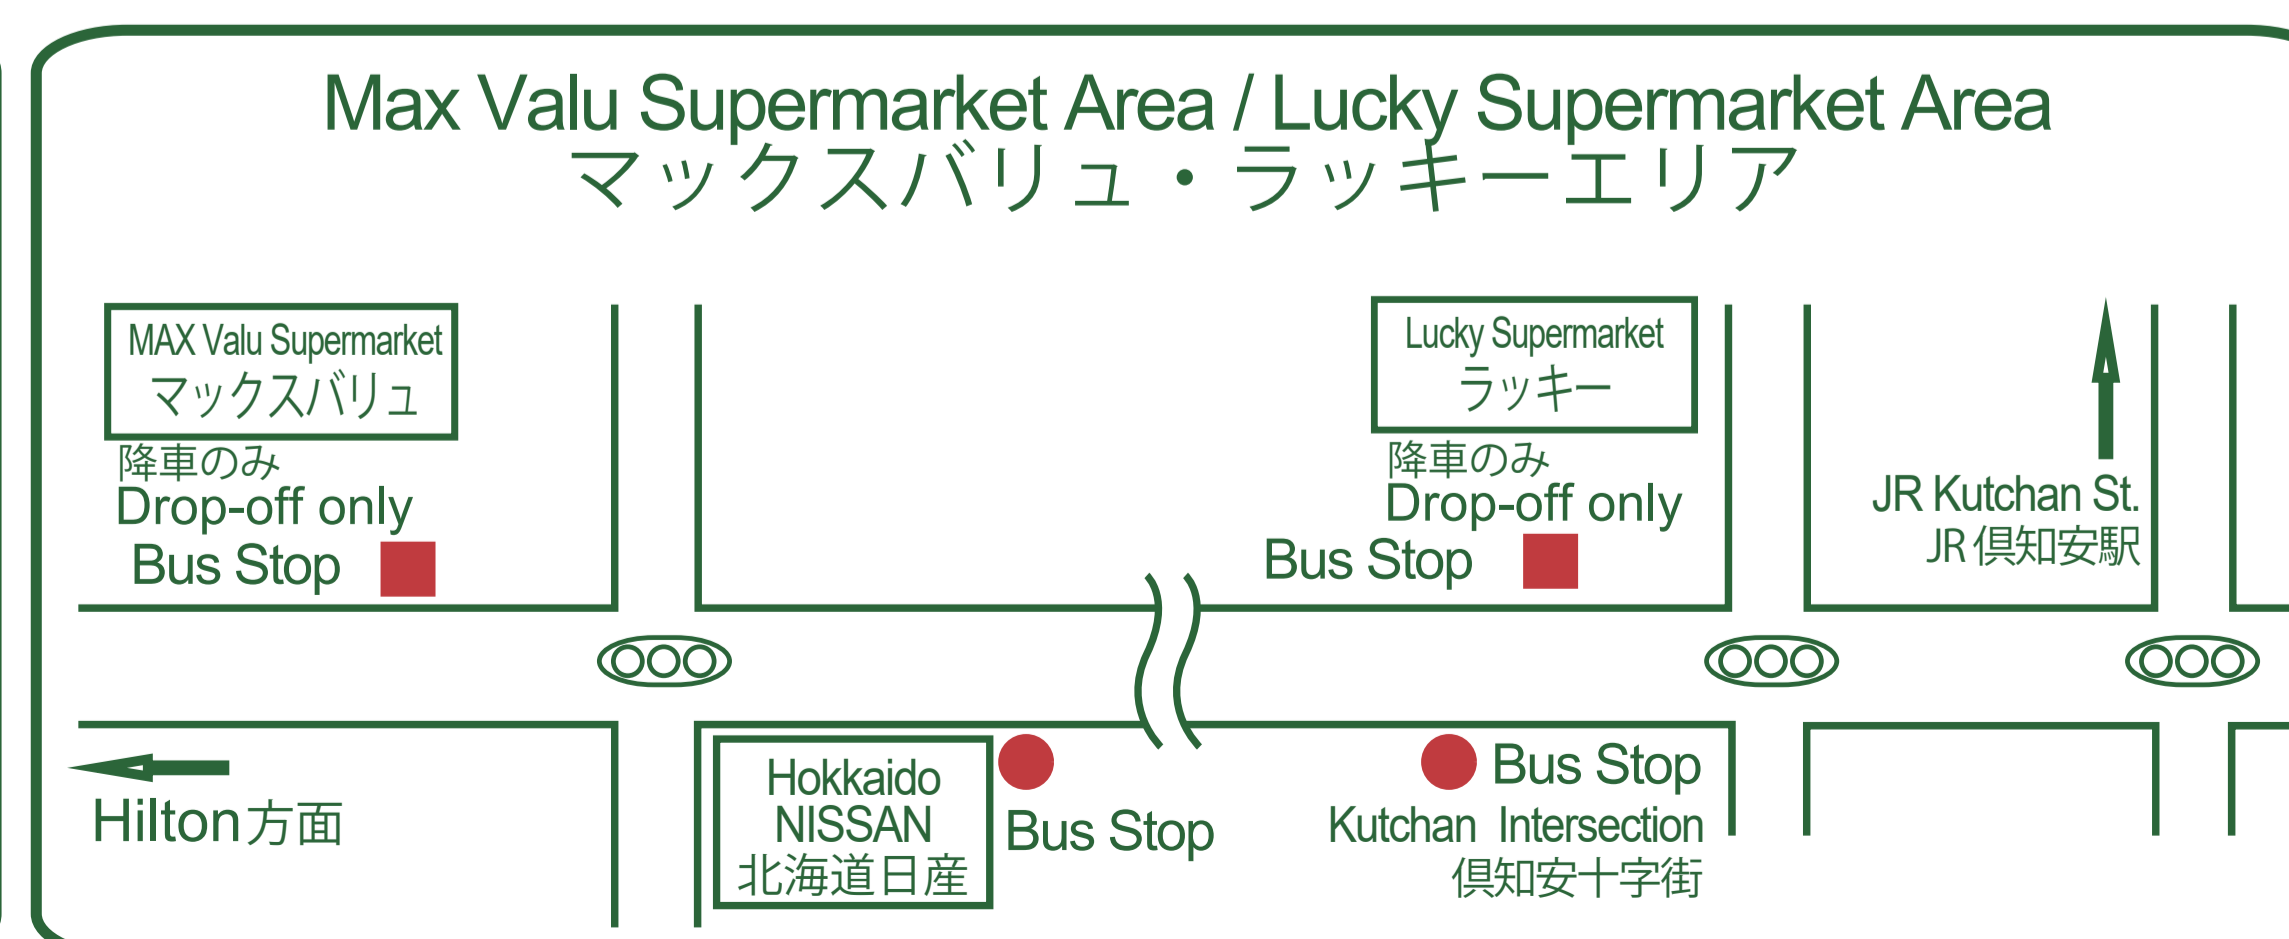 Max Valu Supermarket Area / Lucky Supermarket Area
マックスバリュ・ラッキーエリア
MAX Valu Supermarket
マックスバリュ
降車のみ
Drop-off only
Bus Stop
Lucky Supermarket
ラッキー
降車のみ
Drop-off only
Bus Stop
JR Kutchan St.
JR 倶知安駅
Hilton方面
Hokkaido
NISSAN
北海道日産
Bus Stop
Bus Stop
Kutchan Intersection
倶知安十字街